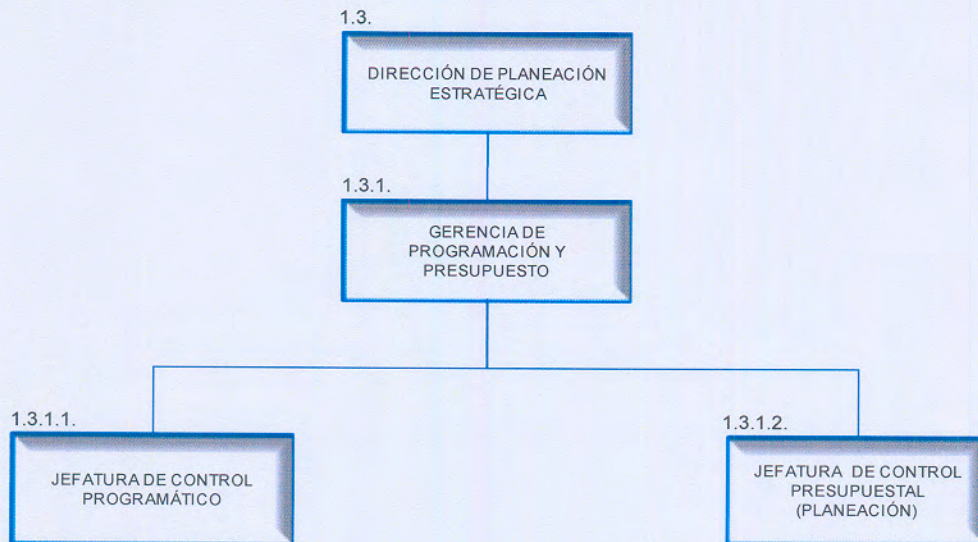 1.3.
DIRECCIÓN DE PLANEACIÓN
ESTRATÉGICA
1.3.1.
GERENCIA DE
PROGRAMACIÓN Y
PRESUPUESTO
1.3.1.1.
JEFATURA DE CONTROL
PROGRAMÁTICO
1.3.1.2.
JEFATURA DE CONTROL
PRESUPUESTAL
(PLANEACIÓN)